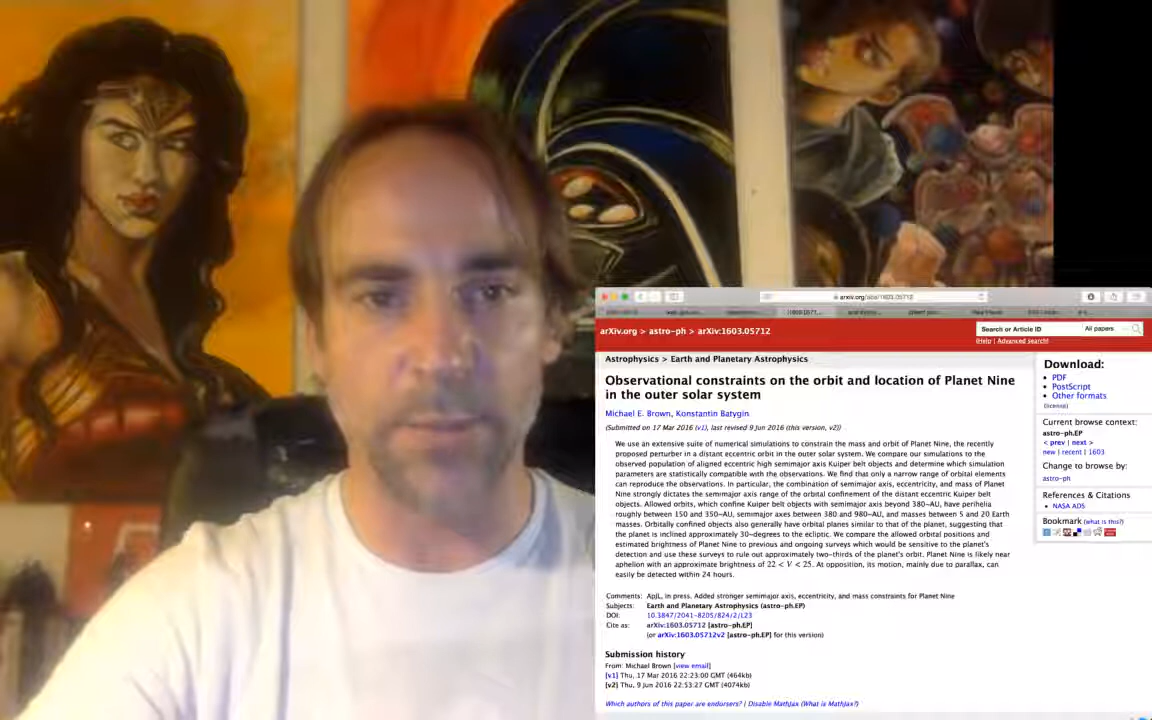 arxiv.org/abs/1603.05712
arXiv.org > astro-ph > arXiv:1603.05712
Search or Article ID
All papers
(Help | Advanced search)
Astrophysics > Earth and Planetary Astrophysics
Observational constraints on the orbit and location of Planet Nine
in the outer solar system
Michael E. Brown, Konstantin Batygin
(Submitted on 17 Mar 2016 (v1), last revised 9 Jun 2016 (this version, v2))
We use an extensive suite of numerical simulations to constrain the mass and orbit of Planet Nine, the recently
proposed perturber in a distant eccentric orbit in the outer solar system. We compare our simulations to the
observed population of aligned eccentric high semimajor axis Kuiper belt objects and determine which simulation
parameters are statistically compatible with the observations. We find that only a narrow range of orbital elements
can reproduce the observations. In particular, the combination of semimajor axis, eccentricity, and mass of Planet
Nine strongly dictates the semimajor axis range of the orbital confinement of the distant eccentric Kuiper belt
objects. Allowed orbits, which confine Kuiper belt objects with semimajor axis beyond 380-AU, have perihelia
roughly between 150 and 350-AU, semimajor axes between 380 and 980-AU, and masses between 5 and 20 Earth
masses. Orbitally confined objects also generally have orbital planes similar to that of the planet, suggesting that
the planet is inclined approximately 30-degrees to the ecliptic. We compare the allowed orbital positions and
estimated brightness of Planet Nine to previous and ongoing surveys which would be sensitive to the planet's
detection and use these surveys to rule out approximately two-thirds of the planet's orbit. Planet Nine is likely near
aphelion with an approximate brightness of 22 < V < 25. At opposition, its motion, mainly due to parallax, can
easily be detected within 24 hours.
Comments: ApJL, in press. Added stronger semimajor axis, eccentricity, and mass constraints for Planet Nine
Subjects: Earth and Planetary Astrophysics (astro-ph.EP)
DOI: 10.3847/2041-8205/824/2/L23
Cite as: arXiv:1603.05712 [astro-ph.EP]
(or arXiv:1603.05712v2 [astro-ph.EP] for this version)
Submission history
From: Michael Brown [view email]
[v1] Thu, 17 Mar 2016 22:23:00 GMT (464kb)
[v2] Thu, 9 Jun 2016 22:53:27 GMT (4074kb)
Which authors of this paper are endorsers? | Disable MathJax (What is MathJax?)
Download:
PDF
PostScript
Other formats
(license)
Current browse context:
astro-ph.EP
< prev | next >
new | recent | 1603
Change to browse by:
astro-ph
References & Citations
NASA ADS
Bookmark (what is this?)